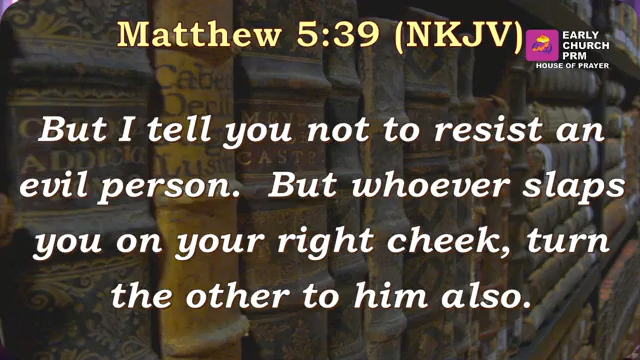 Matthew 5:39 (NKJV)
EARLY
CHURCH
PRM
HOUSE OF PRAYER
But I tell you not to resist an
evil person.  But whoever slaps
you on your right cheek, turn
the other to him also.